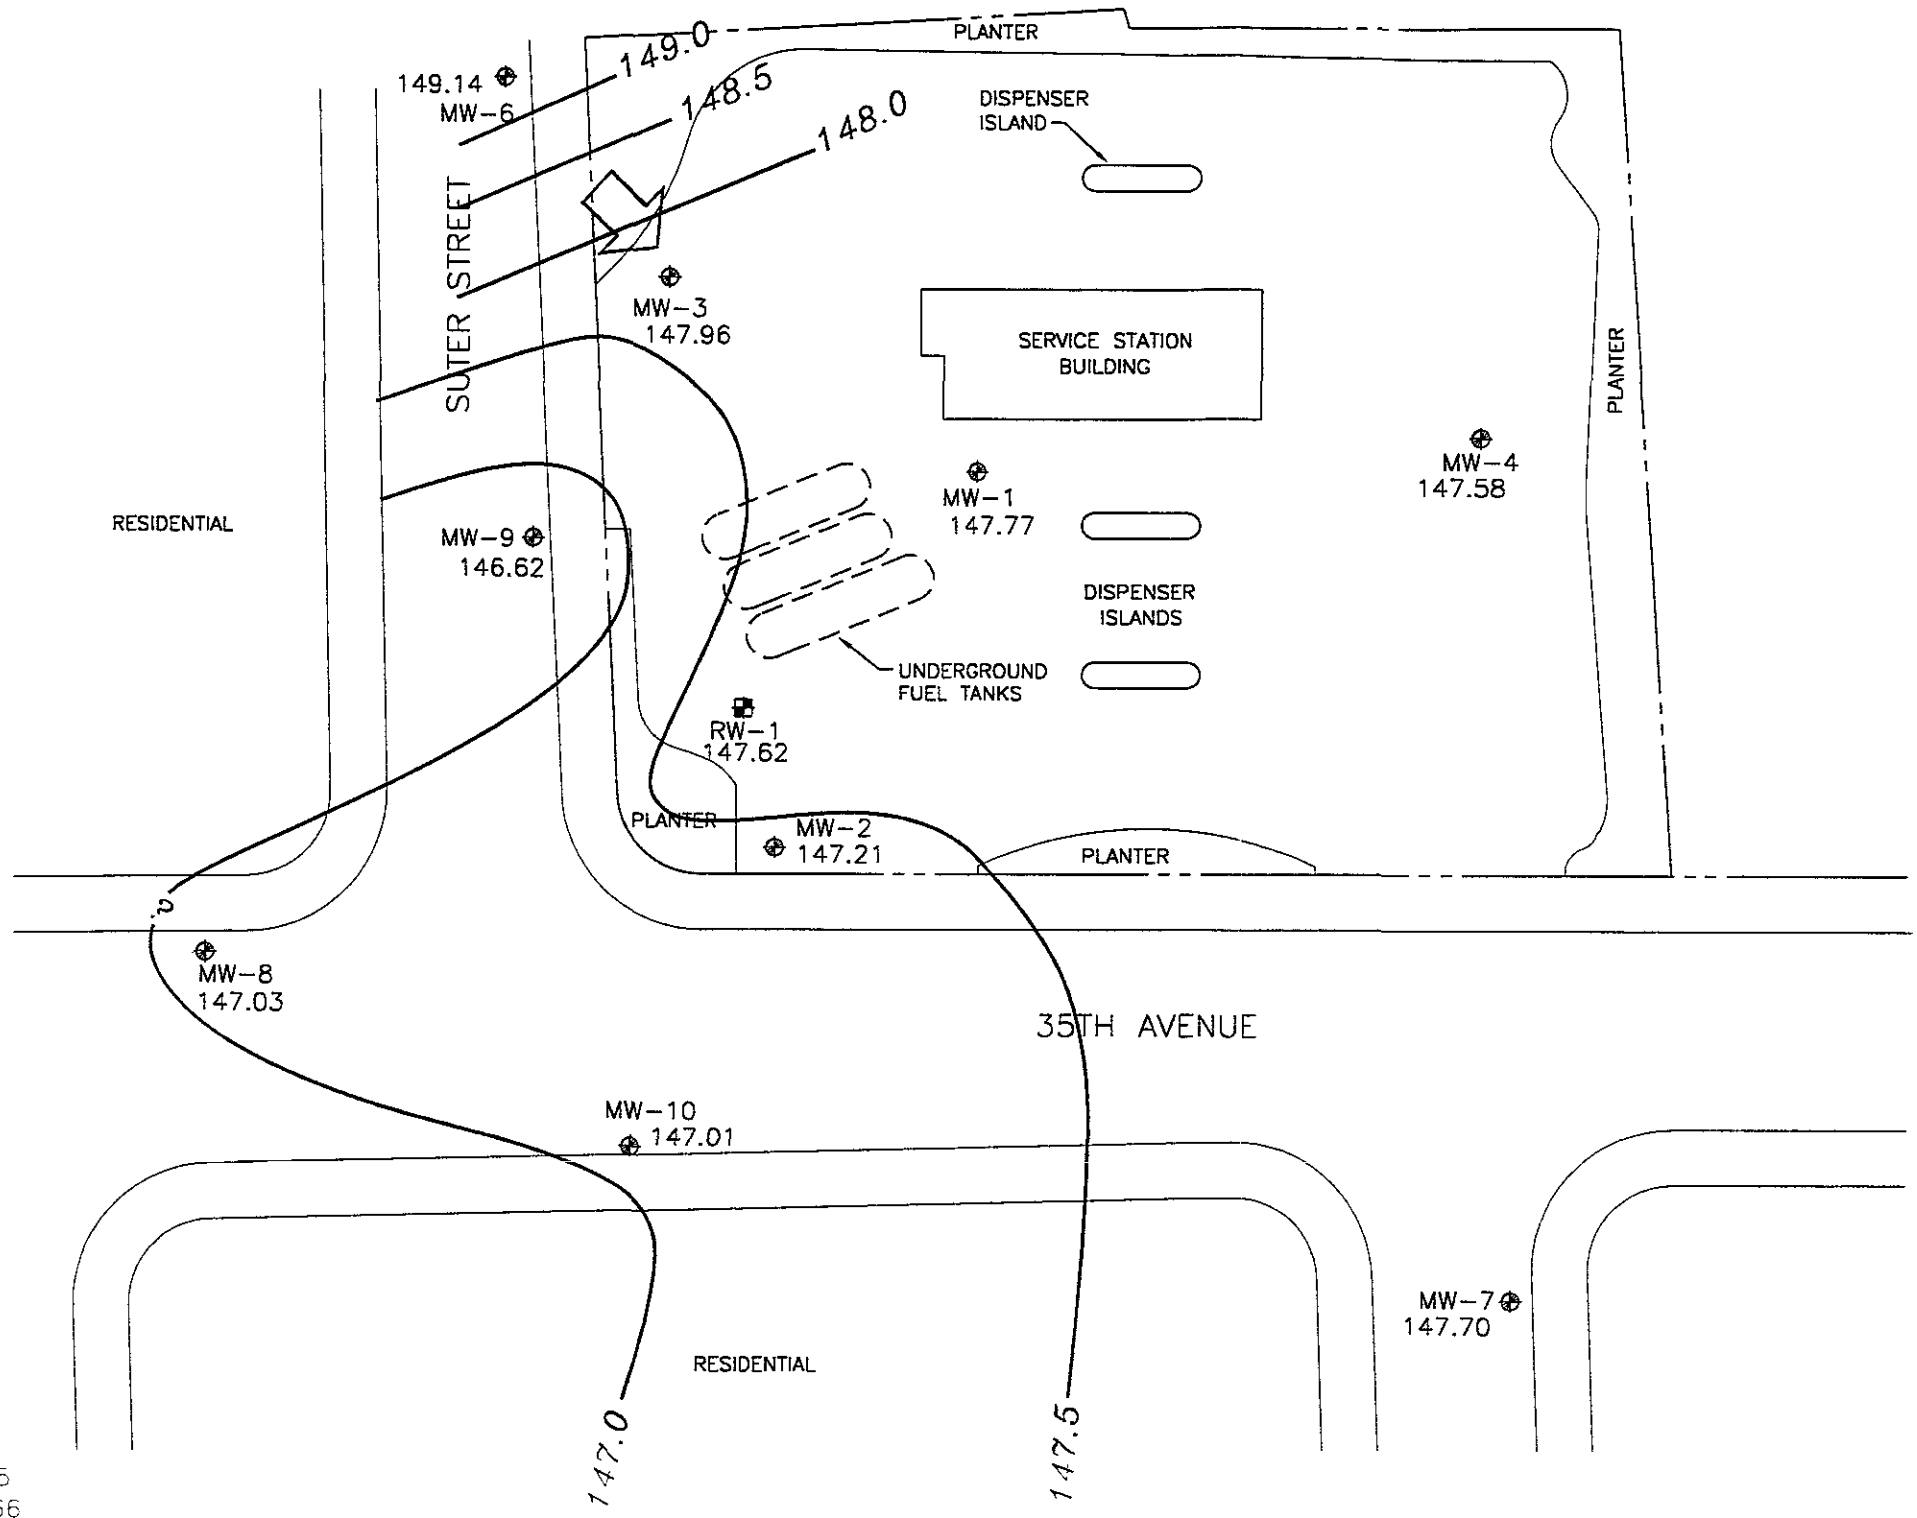 PLANTER
149.0
149.14
MW-6
148.5
148.0
DISPENSER
ISLAND
SUTER STREET
MW-3
147.96
SERVICE STATION
BUILDING
PLANTER
MW-4
147.58
MW-1
147.77
RESIDENTIAL
MW-9
146.62
DISPENSER
ISLANDS
UNDERGROUND
FUEL TANKS
RW-1
147.62
PLANTER
MW-2
147.21
PLANTER
?
MW-8
147.03
35TH AVENUE
MW-10
147.01
MW-7
147.70
RESIDENTIAL
147.0
147.5
5
66